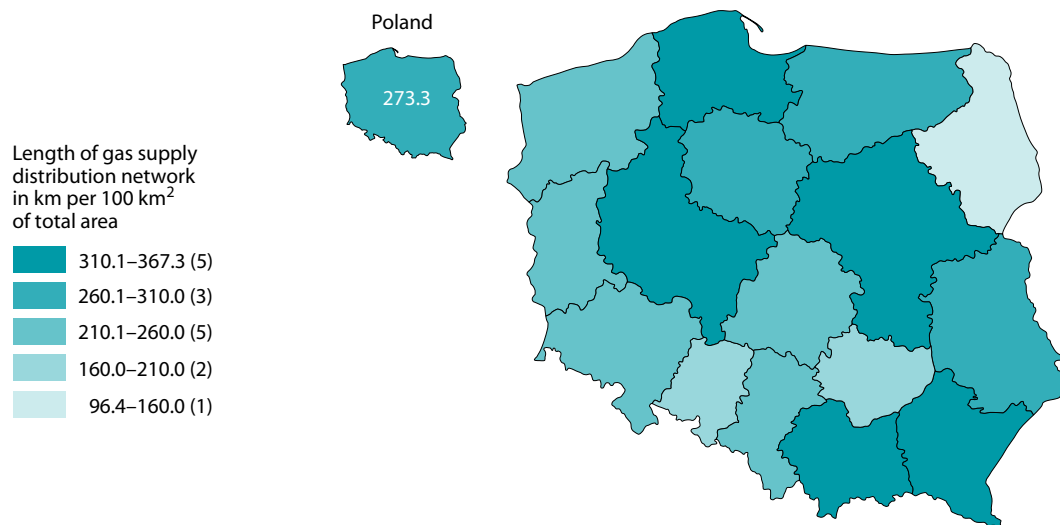 Poland
273.3
Length of gas supply
distribution network
in km per 100 km²
of total area
310.1–367.3 (5)
260.1–310.0 (3)
210.1–260.0 (5)
160.0–210.0 (2)
96.4–160.0 (1)